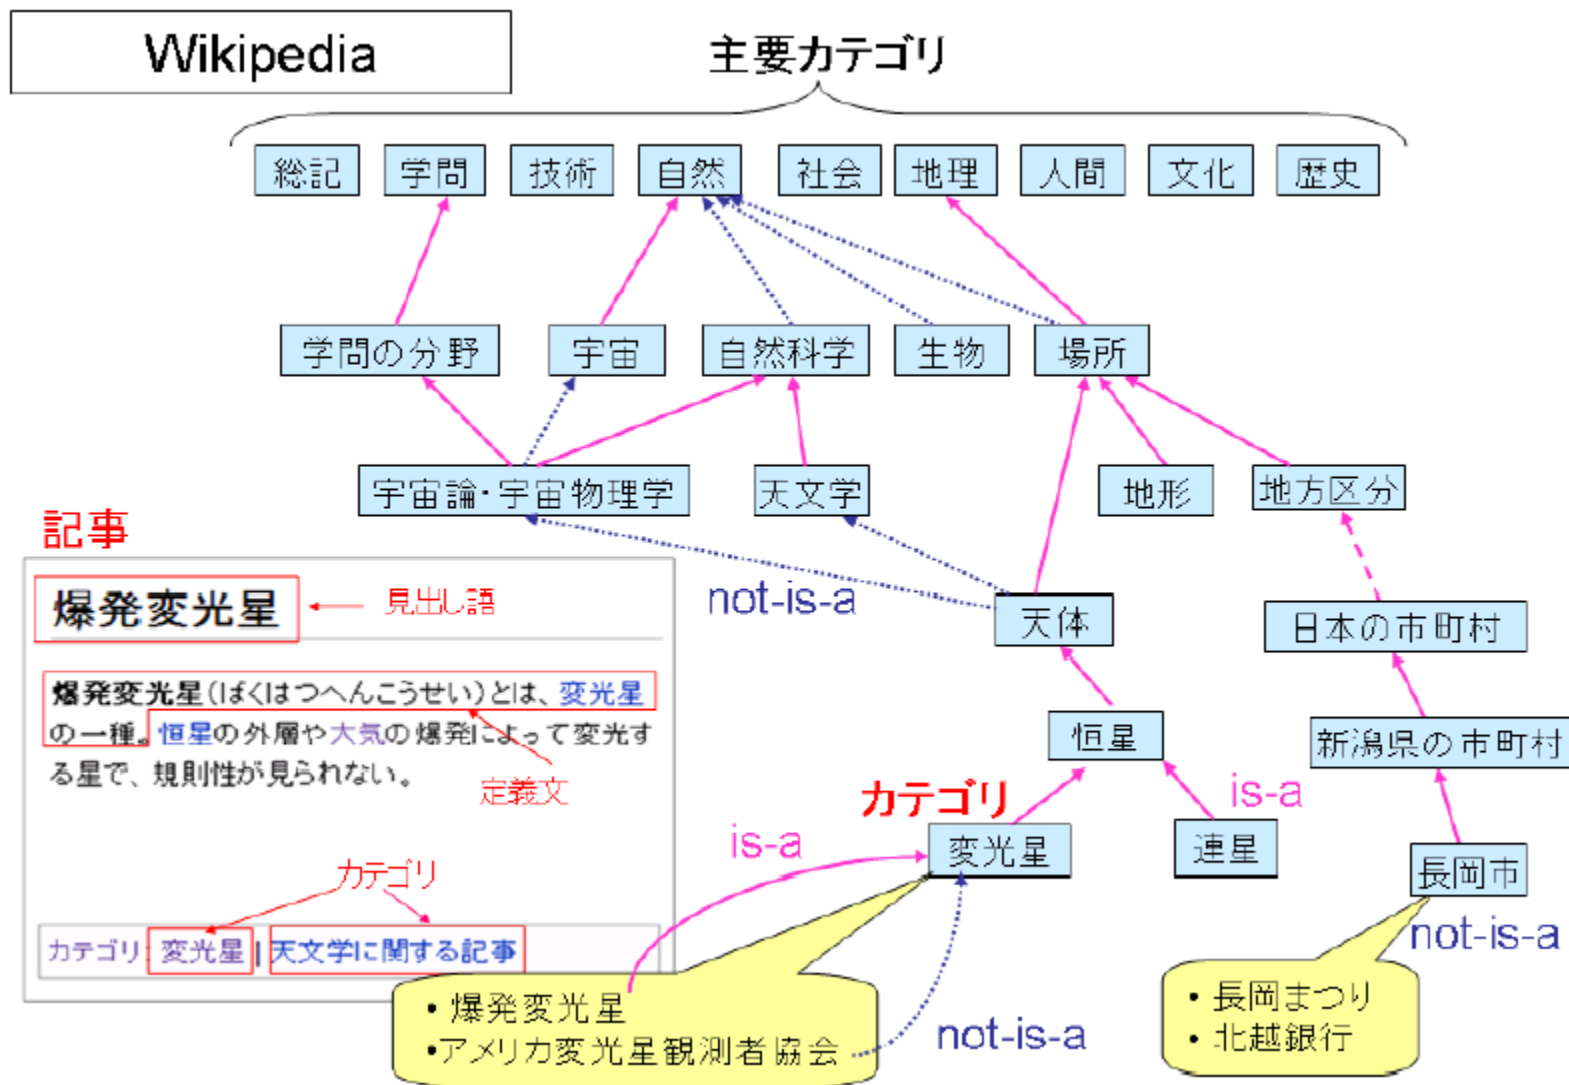 Wikipedia
主要カテゴリ
総記 学問 技術 自然 社会 地理 人間 文化 歴史
学問の分野 宇宙 自然科学 生物 場所
宇宙論・宇宙物理学 天文学 地形 地方区分
記事
爆発変光星
見出し語
not-is-a
天体
日本の市町村
爆発変光星(ばくはつへんこうせい)とは、変光星
の一種。恒星の外層や大気の爆発によって変光す
る星で、規則性が見られない。
定義文
恒星
新潟県の市町村
カテゴリ
is-a
is-a
変光星
連星
長岡市
カテゴリ
カテゴリ: 変光星 | 天文学に関する記事
not-is-a
• 爆発変光星
•アメリカ変光星観測者協会
not-is-a
• 長岡まつり
• 北越銀行